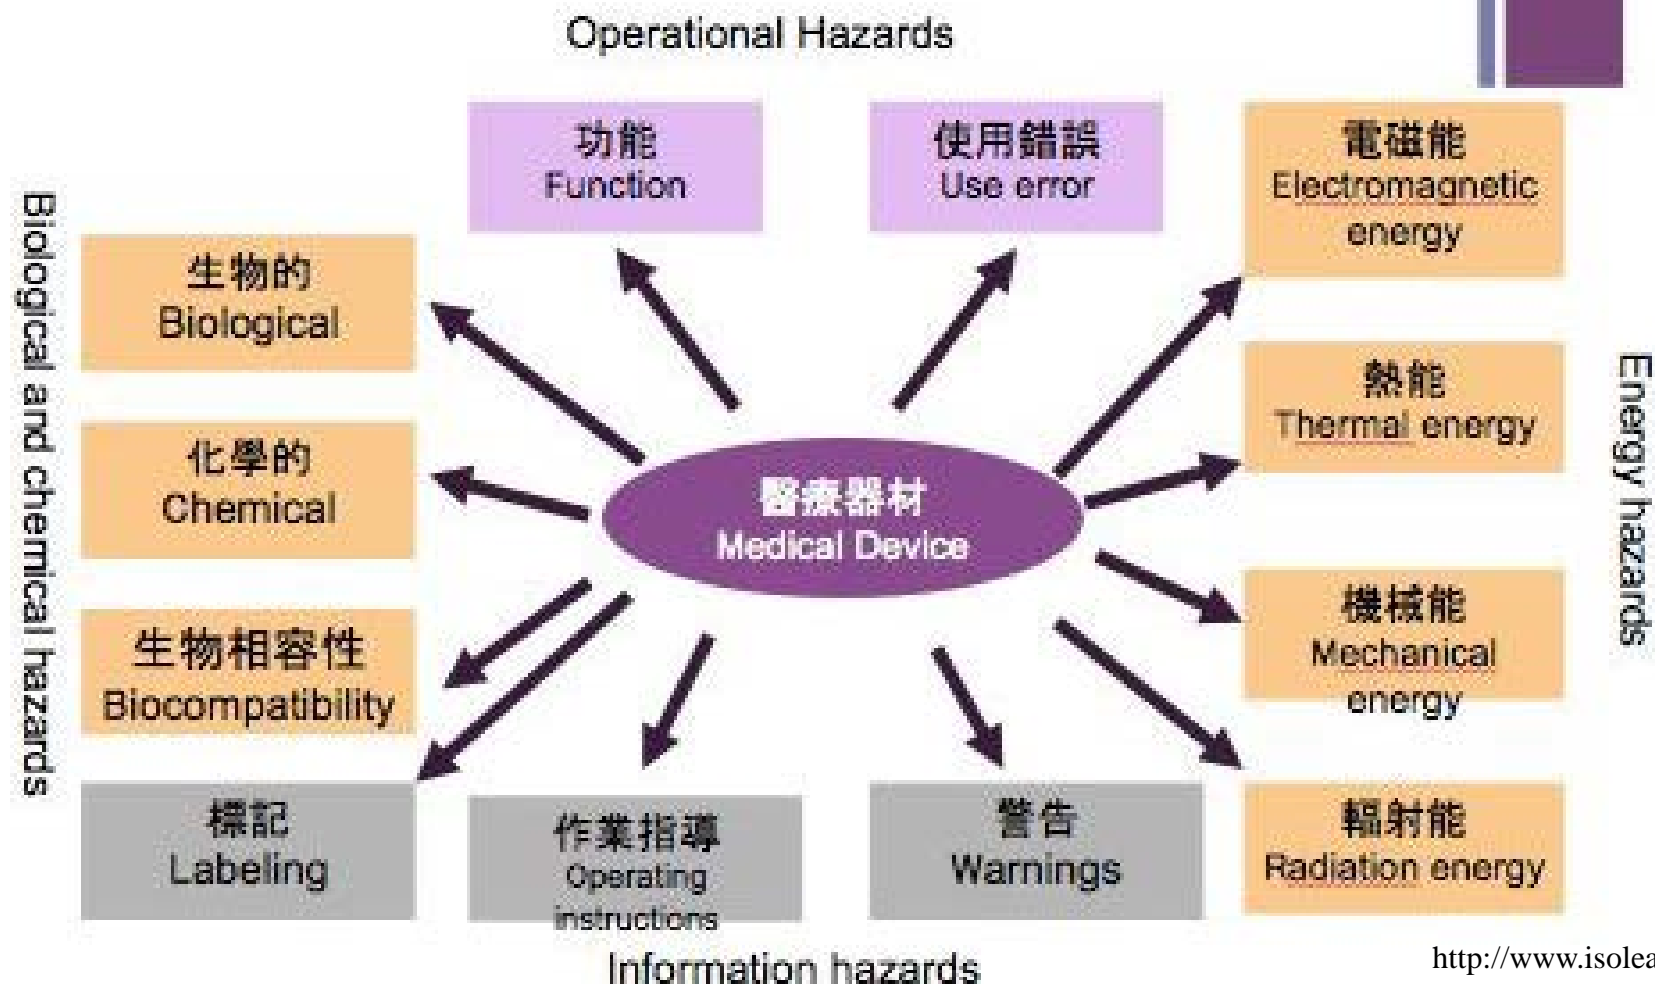 Operational Hazards
功能
Function
使用錯誤
Use error
電磁能
Electromagnetic
energy
Biological and chemical hazards
生物的
Biological
化學的
Chemical
生物相容性
Biocompatibility
醫療器材
Medical Device
熱能
Thermal energy
機械能
Mechanical
energy
Energy hazards
標記
Labeling
作業指導
Operating
instructions
警告
Warnings
輻射能
Radiation energy
Information hazards
http://www.isolea